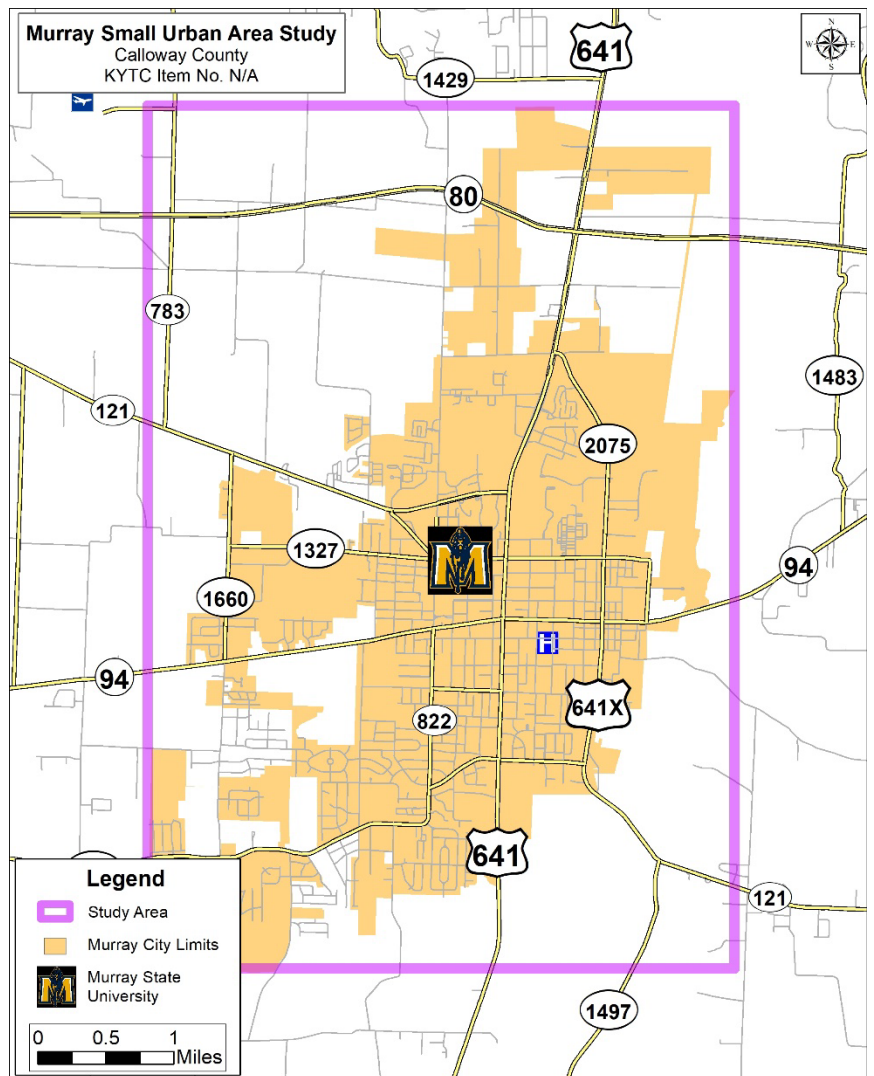 Murray Small Urban Area Study
Calloway County
KYTC Item No. N/A
N
W E
S
641
1429
80
783
1483
121
2075
1327
M
94
1660
H
94
641X
822
641
121
1497
Legend
Study Area
Murray City Limits
M
Murray State
University
0 0.5 1
Miles